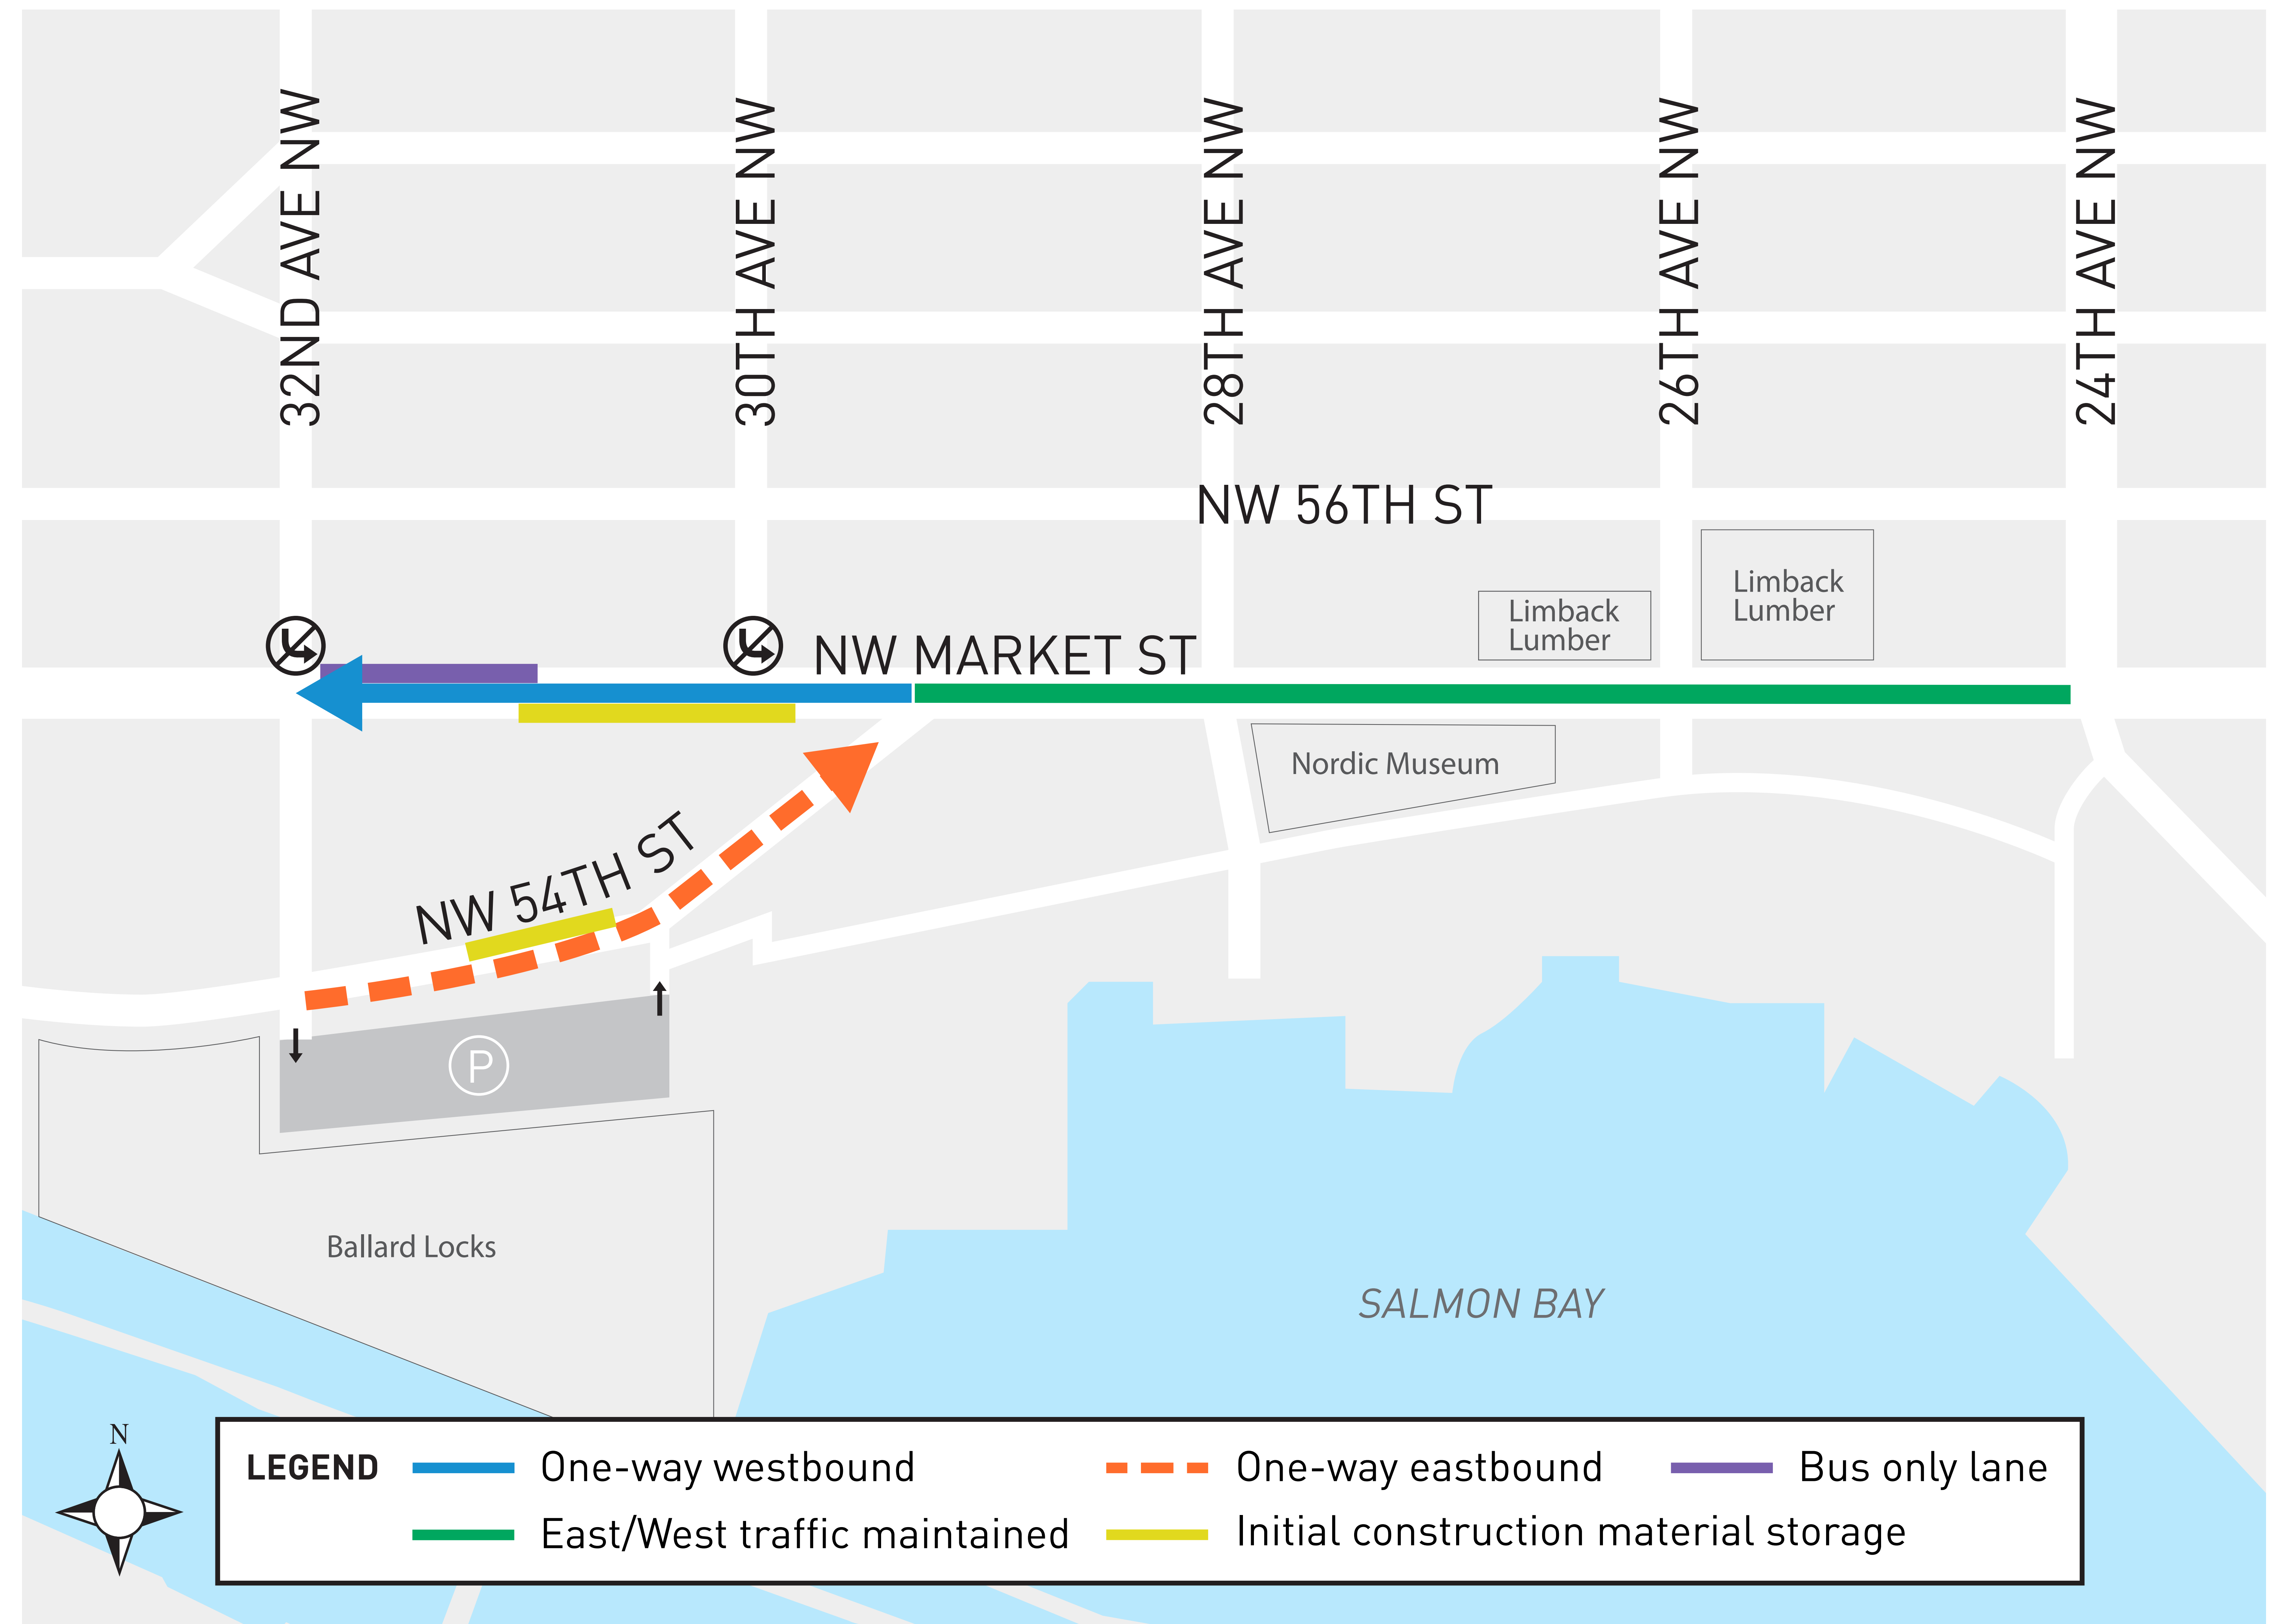 32ND AVE NW
30TH AVE NW
28TH AVE NW
26TH AVE NW
24TH AVE NW
NW 56TH ST
Limback
Lumber
Limback
Lumber
NW MARKET ST
Nordic Museum
NW 54TH ST
P
Ballard Locks
SALMON BAY
N
LEGEND
One-way westbound
One-way eastbound
Bus only lane
East/West traffic maintained
Initial construction material storage